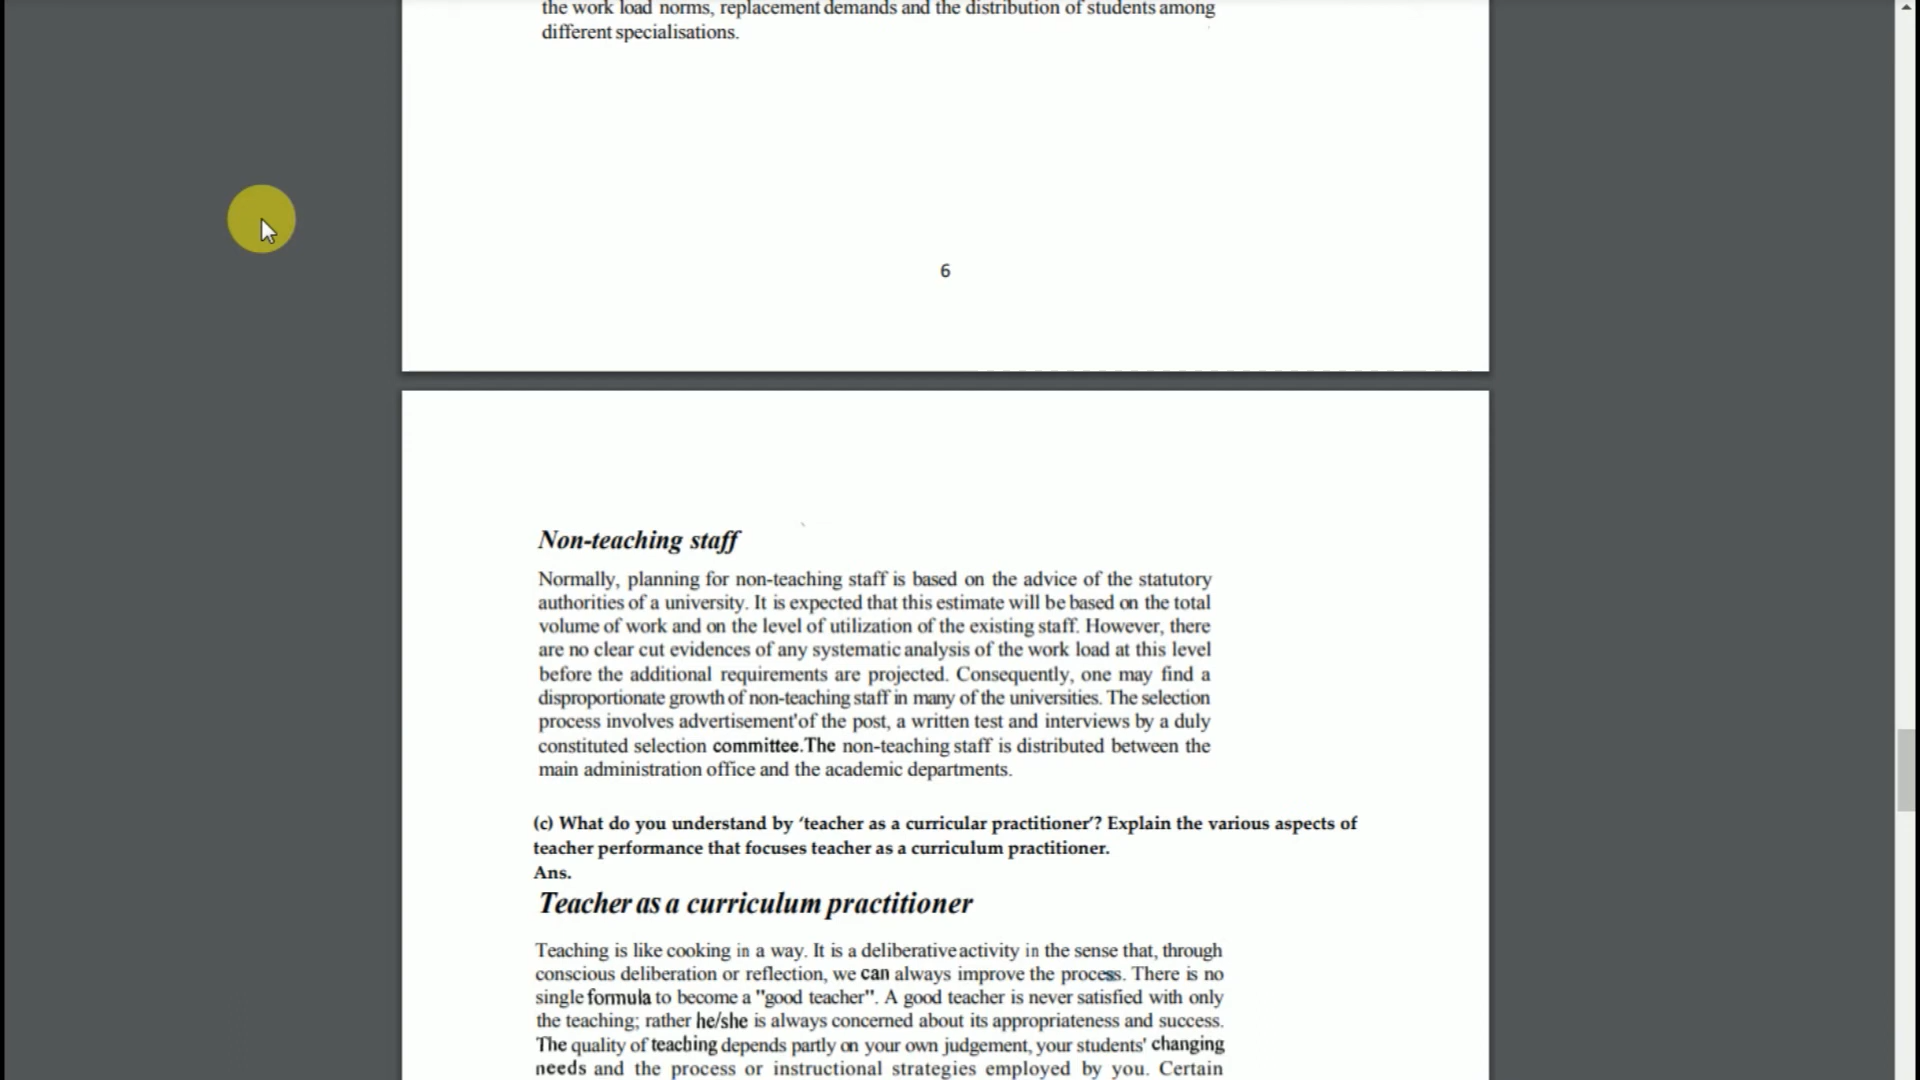 the work load norms, replacement demands and the distribution of students among
different specialisations.
6
Non-teaching staff
Normally, planning for non-teaching staff is based on the advice of the statutory
authorities of a university. It is expected that this estimate will be based on the total
volume of work and on the level of utilization of the existing staff. However, there
are no clear cut evidences of any systematic analysis of the work load at this level
before the additional requirements are projected. Consequently, one may find a
disproportionate growth of non-teaching staff in many of the universities. The selection
process involves advertisement'of the post, a written test and interviews by a duly
constituted selection committee.The non-teaching staff is distributed between the
main administration office and the academic departments.
(c) What do you understand by ‘teacher as a curricular practitioner’? Explain the various aspects of
teacher performance that focuses teacher as a curriculum practitioner.
Ans.
Teacher as a curriculum practitioner
Teaching is like cooking in a way. It is a deliberative activity in the sense that, through
conscious deliberation or reflection, we can always improve the process. There is no
single formula to become a "good teacher". A good teacher is never satisfied with only
the teaching; rather he/she is always concerned about its appropriateness and success.
The quality of teaching depends partly on your own judgement, your students' changing
needs and the process or instructional strategies employed by you. Certain